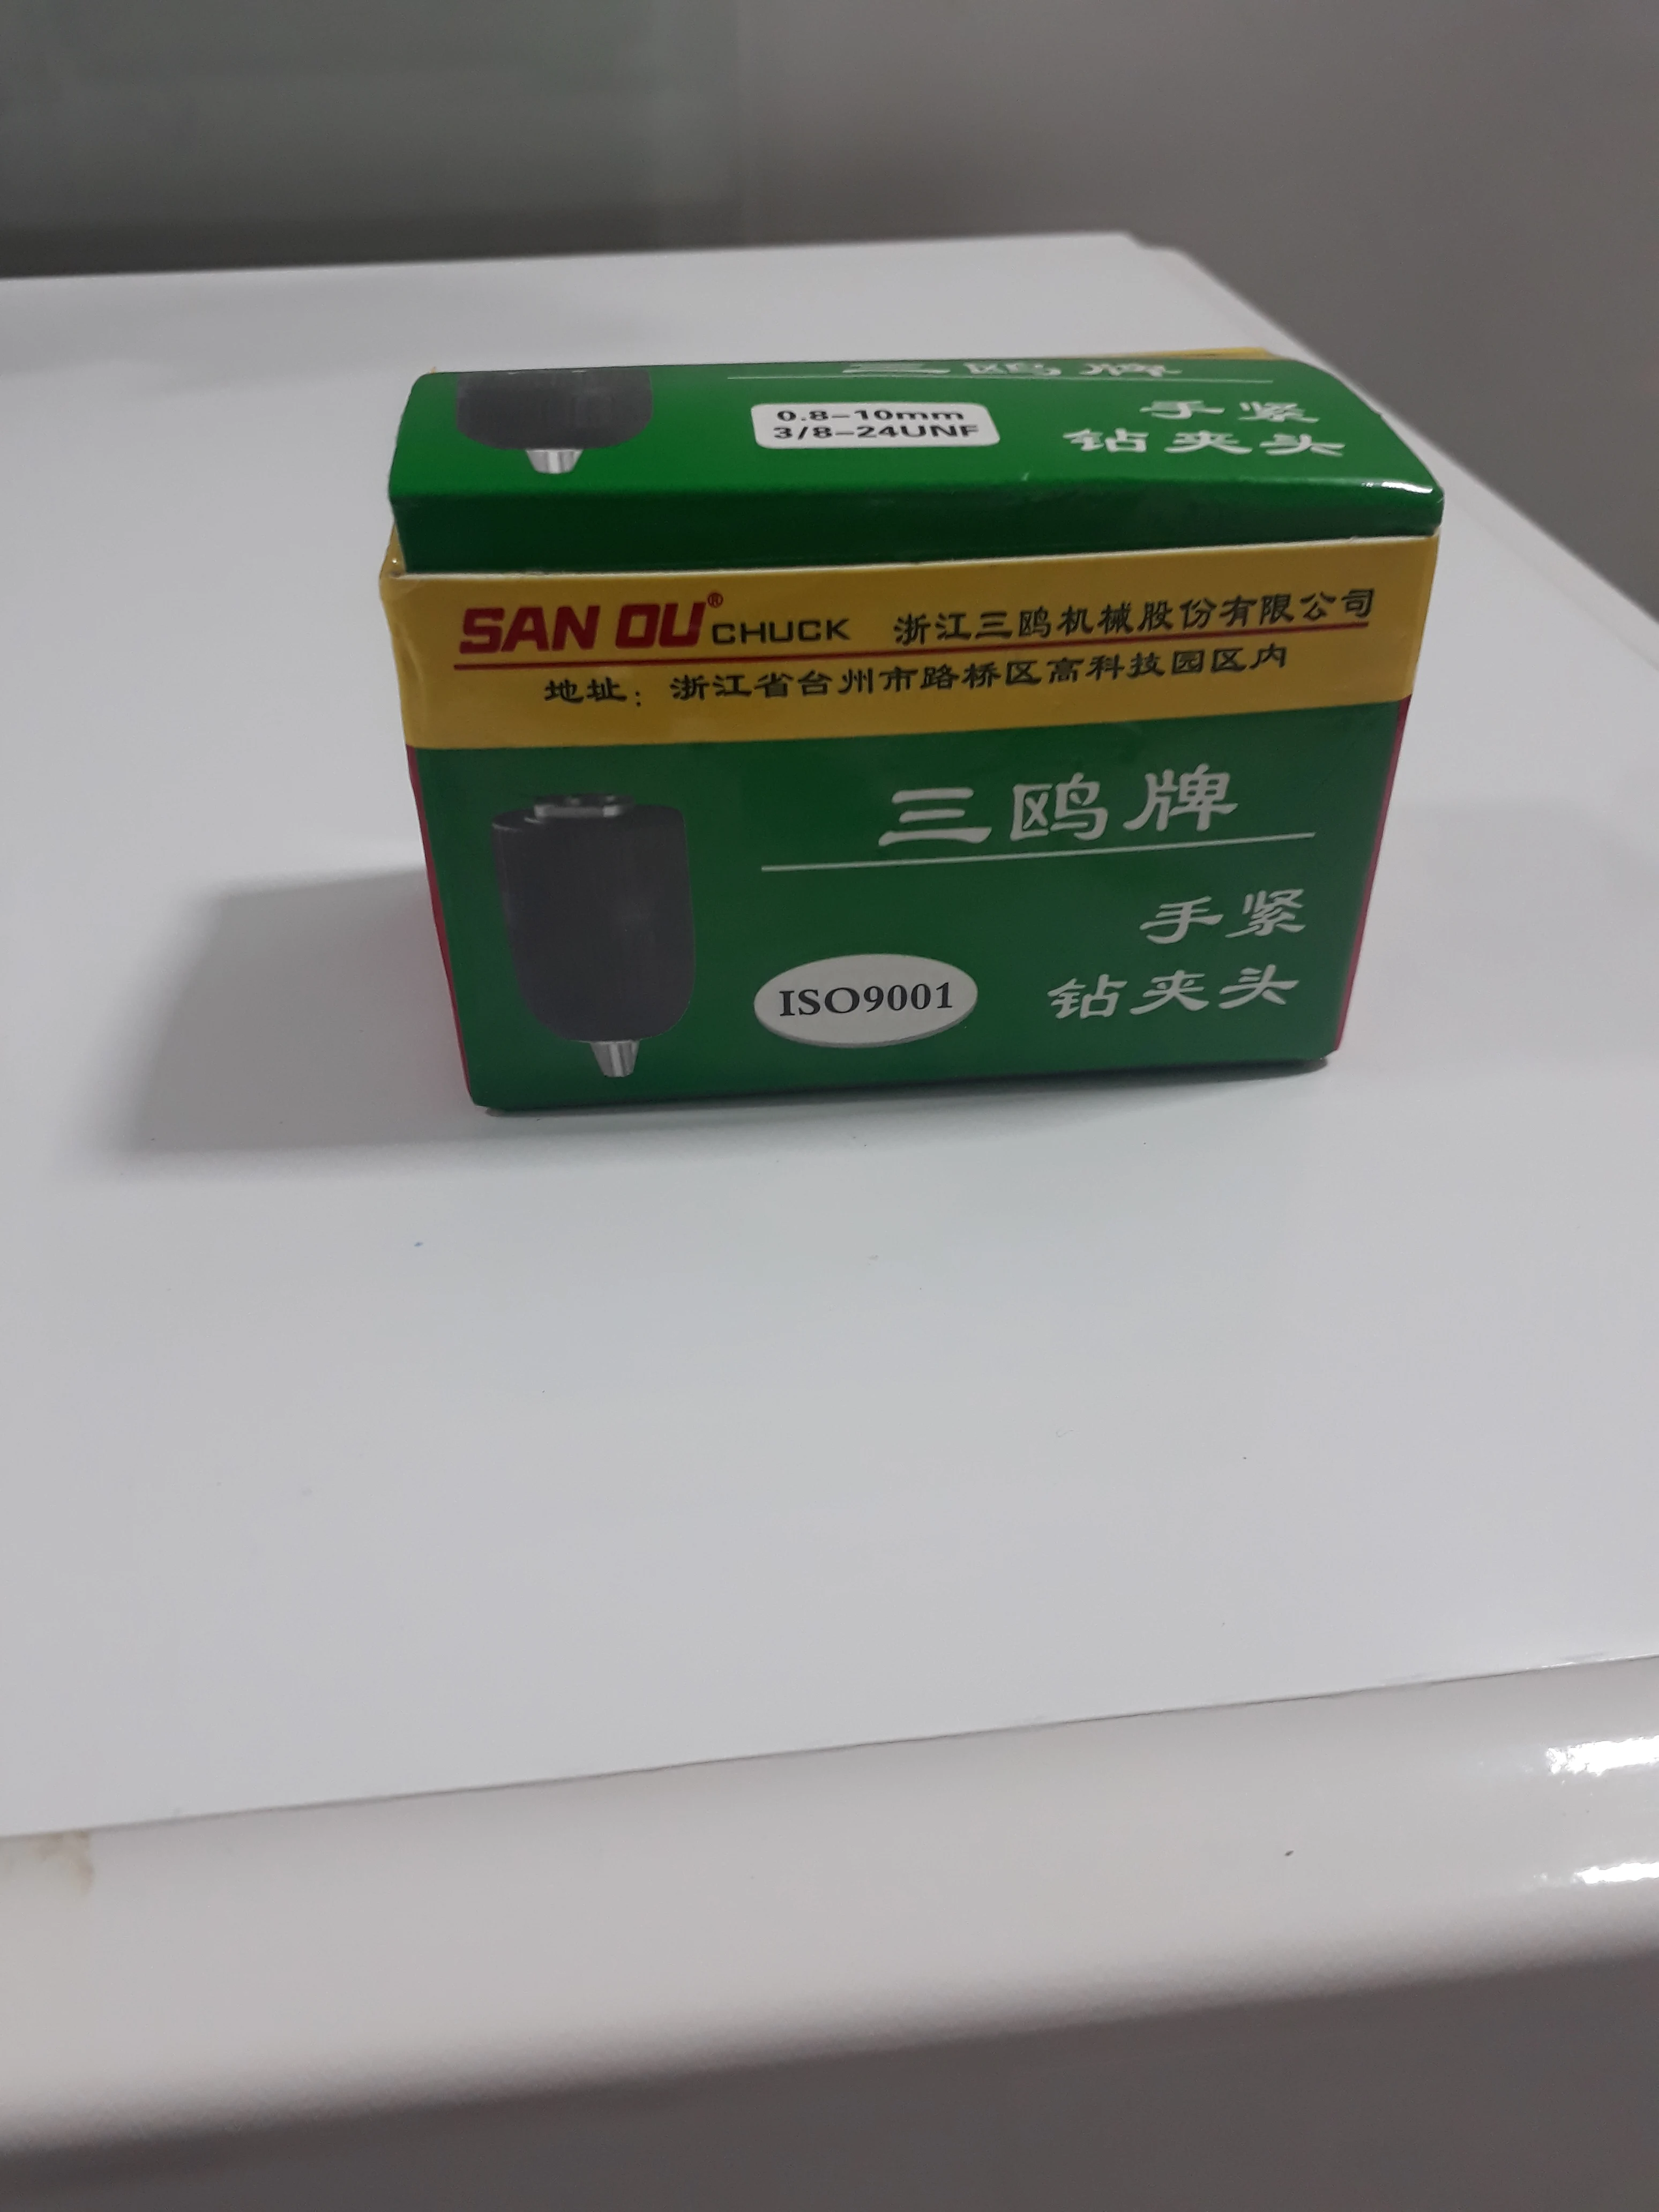 三鸥牌
0.8-10mm
3/8-24UNF
手紧
钻夹头
SAN OU® CHUCK 浙江三鸥机械股份有限公司
地址：浙江省台州市路桥区高科技园区内
三鸥牌
手紧
钻夹头
ISO9001